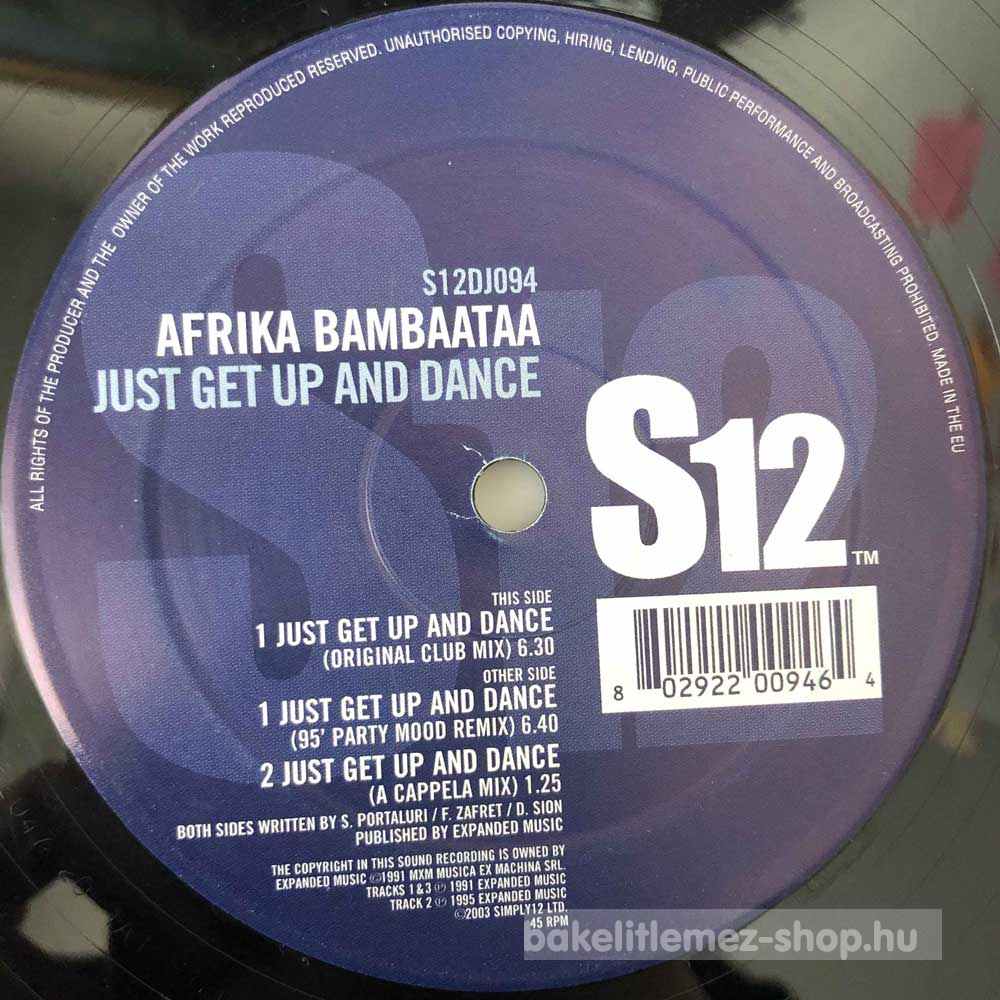 ALL RIGHTS OF THE PRODUCER AND THE OWNER OF THE WORK REPRODUCED RESERVED. UNAUTHORISED COPYING, HIRING, LENDING, PUBLIC PERFORMANCE AND BROADCASTING PROHIBITED. MADE IN THE EU
S12
S12DJ094
AFRIKA BAMBAATAA
JUST GET UP AND DANCE
S12 TM
THIS SIDE
1 JUST GET UP AND DANCE
(ORIGINAL CLUB MIX) 6.30
OTHER SIDE
1 JUST GET UP AND DANCE
(95' PARTY MOOD REMIX) 6.40
2 JUST GET UP AND DANCE
(A CAPPELA MIX) 1.25
8 02922 00946 4
BOTH SIDES WRITTEN BY S. PORTALURI / F. ZAFRET / D. SION
PUBLISHED BY EXPANDED MUSIC
THE COPYRIGHT IN THIS SOUND RECORDING IS OWNED BY
EXPANDED MUSIC ©1991 MXM MUSICA EX MACHINA SRL
TRACKS 1 & 3 ℗ 1991 EXPANDED MUSIC
TRACK 2 ℗ 1995 EXPANDED MUSIC
©2003 SIMPLY12 LTD.
45 RPM
bakelitlemez-shop.hu